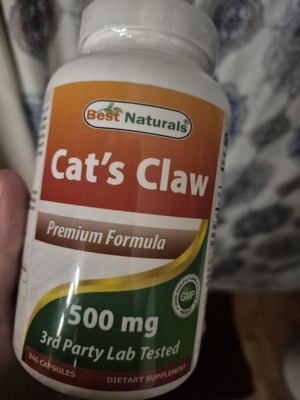 Best Naturals®
Cat's Claw
Premium Formula
GMP
500 mg
3rd Party Lab Tested
240 CAPSULES
DIETARY SUPPLEMENT